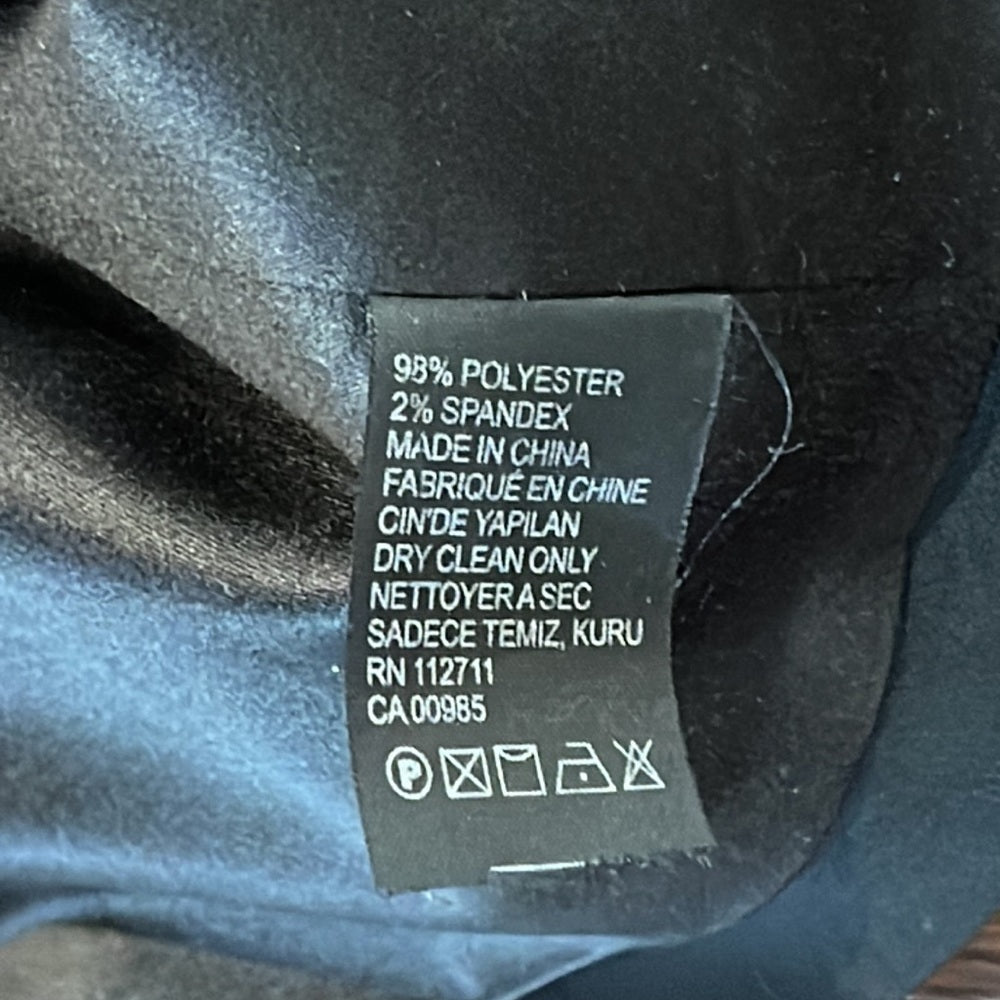 98% POLYESTER
2% SPANDEX
MADE IN CHINA
FABRIQUÉ EN CHINE
CIN'DE YAPILAN
DRY CLEAN ONLY
NETTOYER A SEC
SADECE TEMIZ, KURU
RN 112711
CA 00985
P